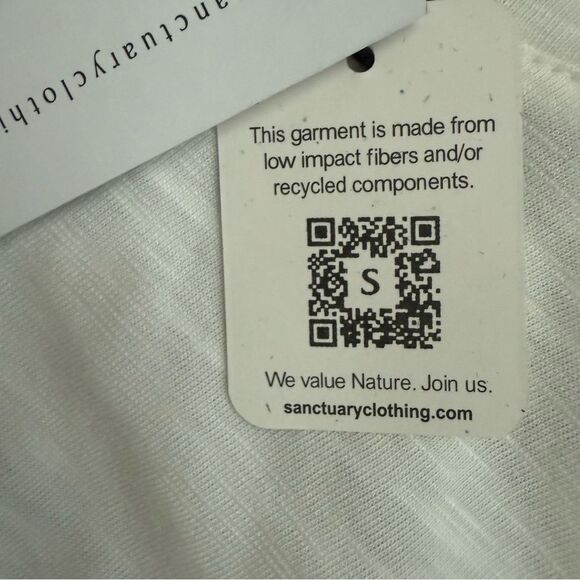 sanctuaryclothi
This garment is made from
low impact fibers and/or
recycled components.
S
We value Nature. Join us.
sanctuaryclothing.com